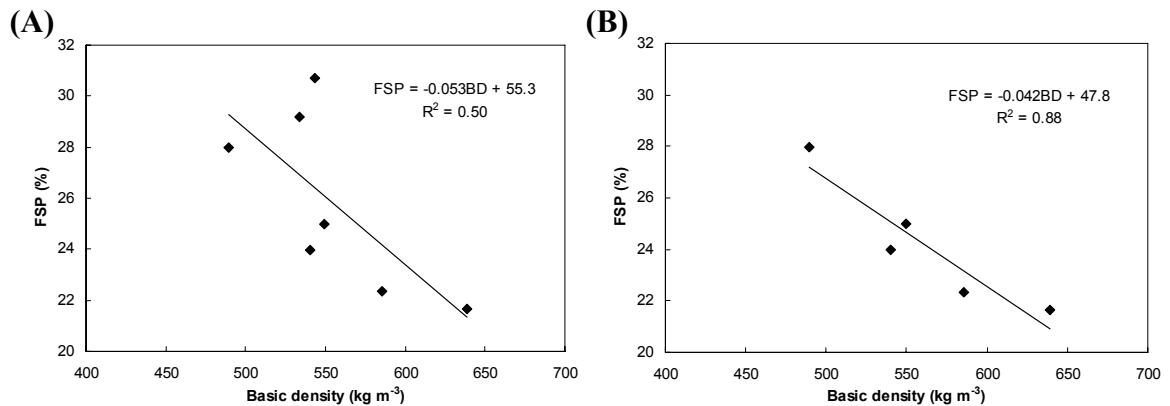 (A)
32
30
28
26
24
22
20
FSP (%)
FSP = -0.053BD + 55.3
R² = 0.50
400 450 500 550 600 650 700
Basic density (kg m⁻³)
(B)
32
30
28
26
24
22
20
FSP (%)
FSP = -0.042BD + 47.8
R² = 0.88
400 450 500 550 600 650 700
Basic density (kg m⁻³)